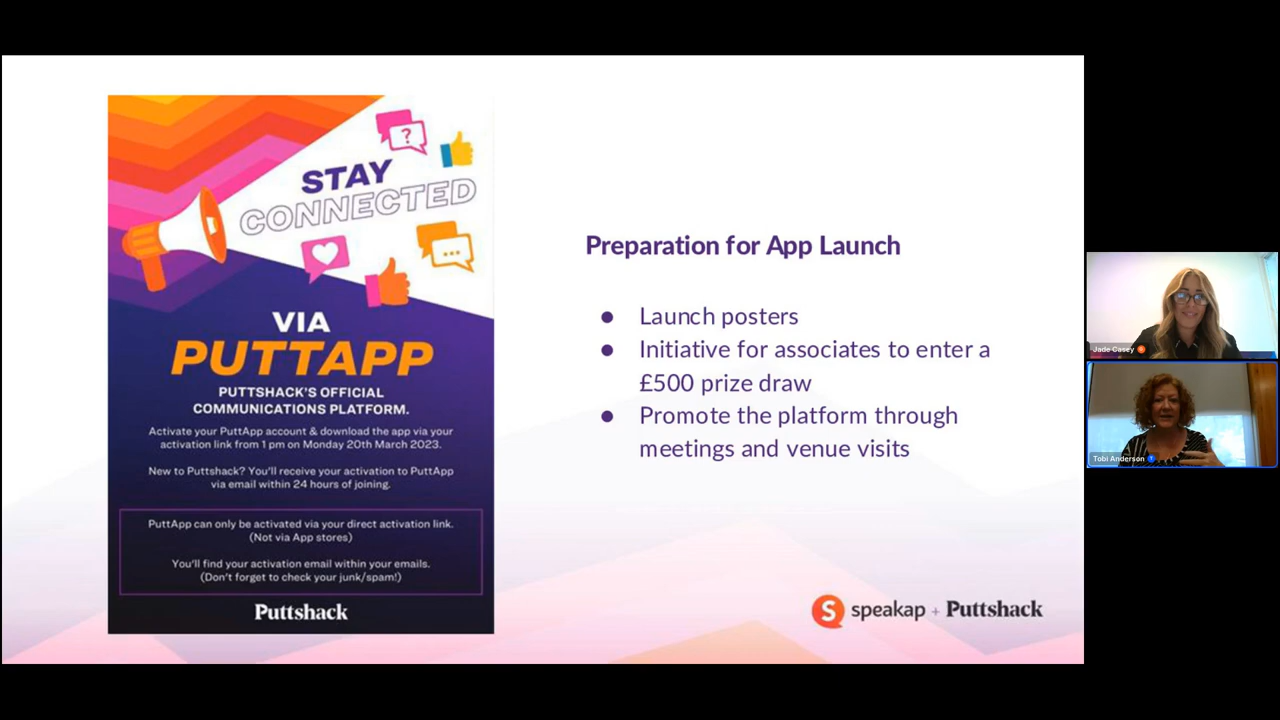 STAY
CONNECTED
VIA
PUTTAPP
PUTTSHACK'S OFFICIAL
COMMUNICATIONS PLATFORM.
Activate your PuttApp account & download the app via your
activation link from 1 pm on Monday 20th March 2023.
New to Puttshack? You'll receive your activation to PuttApp
via email within 24 hours of joining.
PuttApp can only be activated via your direct activation link.
(Not via App stores)
You'll find your activation email within your emails.
(Don't forget to check your junk/spam!)
Puttshack
Preparation for App Launch
● Launch posters
● Initiative for associates to enter a
£500 prize draw
● Promote the platform through
meetings and venue visits
S speakap + Puttshack
Jade Casey
Tobi Anderson